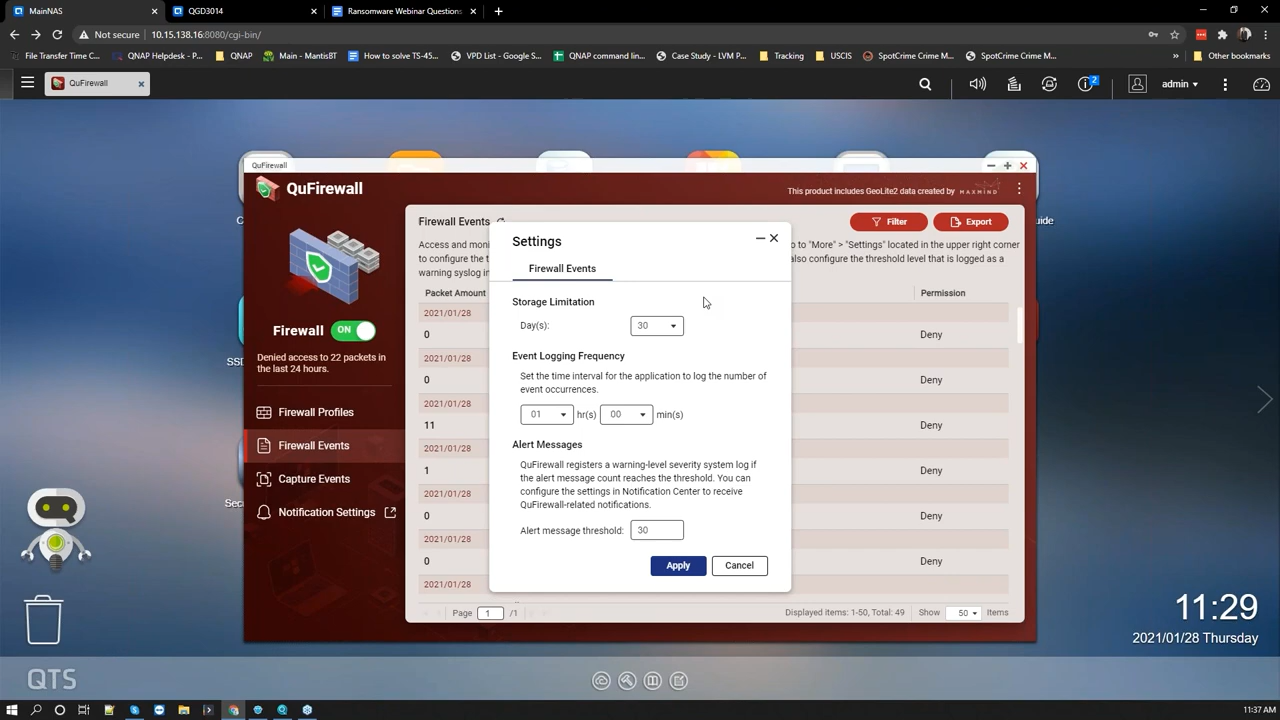 MainNAS
QGD3014
Ransomware Webinar Questions
Not secure
10.15.138.16:8080/cgi-bin/
File Transfer Time C...
QNAP Helpdesk - P...
QNAP
Main - MantisBT
How to solve TS-45...
VPD List - Google S...
QNAP command lin...
Case Study - LVM P...
Tracking
USCIS
SpotCrime Crime M...
SpotCrime Crime M...
»
Other bookmarks
QuFirewall
2
admin
QuFirewall
QuFirewall
This product includes GeoLite2 data created by MAXMIND
Firewall ON
Denied access to 22 packets in
the last 24 hours.
Firewall Profiles
Firewall Events
Capture Events
Notification Settings
Firewall Events
Filter
Export
Access and moni
o to "More" > "Settings" located in the upper right corner
to configure the t
also configure the threshold level that is logged as a
warning syslog in
Packet Amount
Permission
2021/01/28
0
Deny
2021/01/28
0
Deny
2021/01/28
11
Deny
2021/01/28
1
Deny
2021/01/28
0
Deny
2021/01/28
0
Deny
2021/01/28
Page 1 /1
Displayed items: 1-50, Total: 49
Show 50 Items
Settings
Firewall Events
Storage Limitation
Day(s): 30
Event Logging Frequency
Set the time interval for the application to log the number of
event occurrences.
01 hr(s) 00 min(s)
Alert Messages
QuFirewall registers a warning-level severity system log if
the alert message count reaches the threshold. You can
configure the settings in Notification Center to receive
QuFirewall-related notifications.
Alert message threshold: 30
Apply
Cancel
C
uide
SSD
Secu
11:29
2021/01/28 Thursday
QTS
11:37 AM